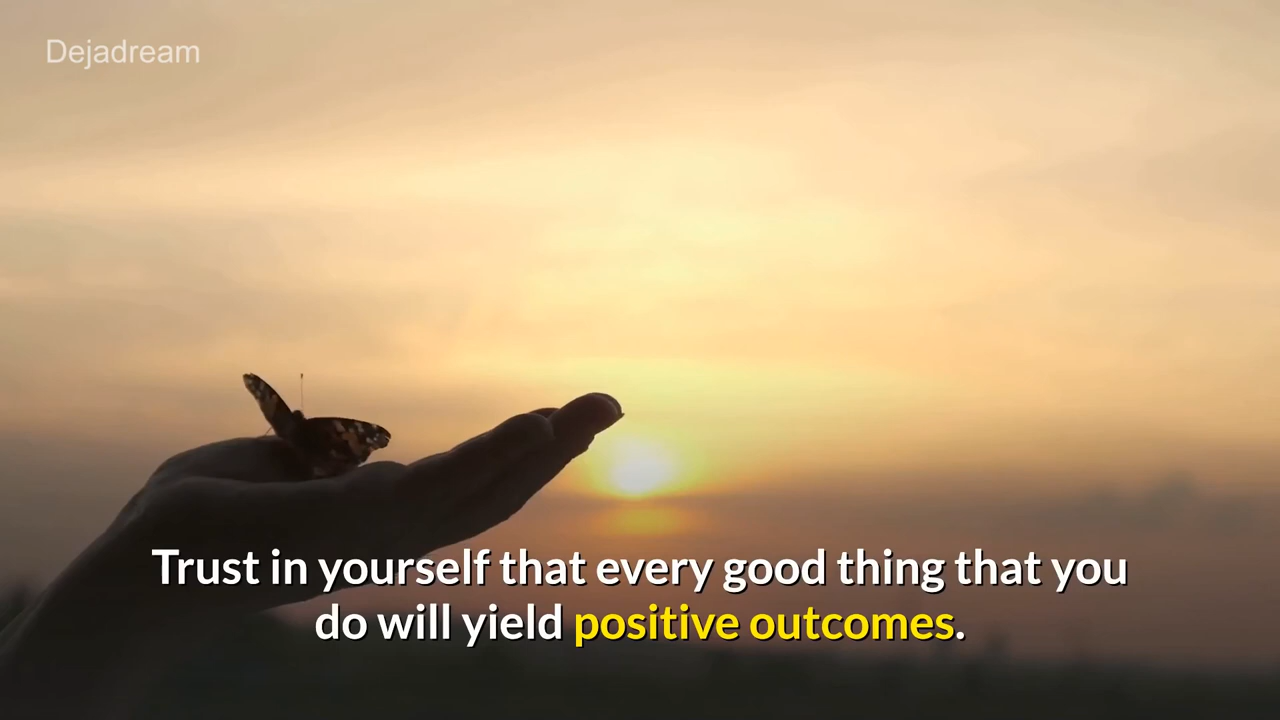 Dejadream
Trust in yourself that every good thing that you
do will yield positive outcomes.